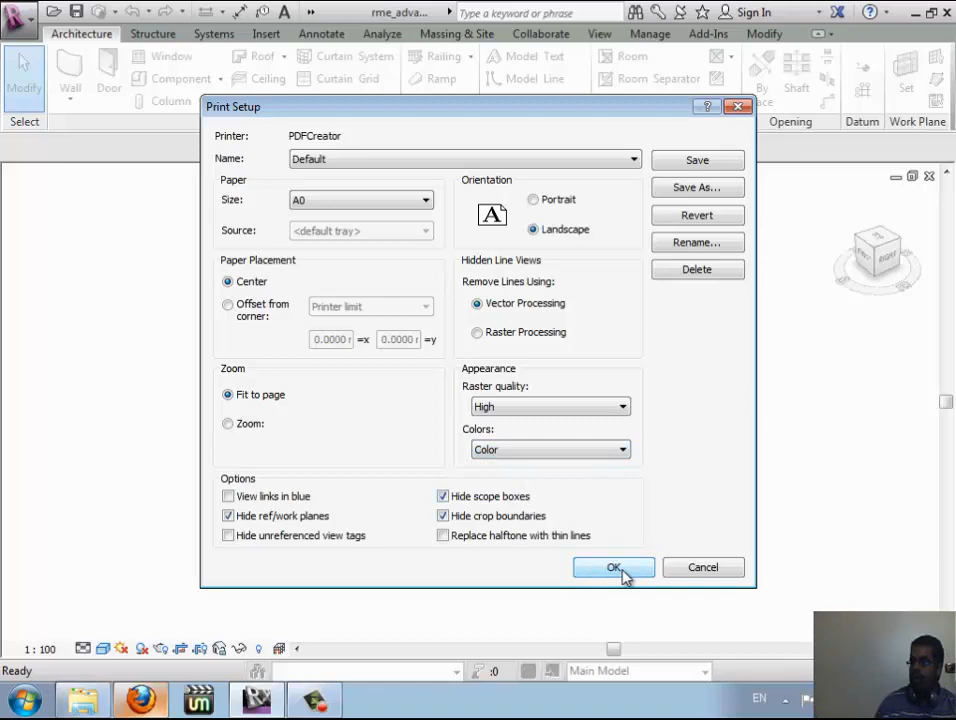 rme_adva...
Type a keyword or phrase
Sign In
Architecture
Structure
Systems
Insert
Annotate
Analyze
Massing & Site
Collaborate
View
Manage
Add-Ins
Modify
Modify
Wall
Door
Window
Component
Column
Roof
Ceiling
Curtain System
Curtain Grid
Railing
Ramp
Model Text
Model Line
Room
Room Separator
Shaft
Set
Select
Opening
Datum
Work Plane
Print Setup
Printer:
PDFCreator
Name:
Default
Save
Paper
Size:
A0
Source:
<default tray>
Orientation
A
Portrait
Landscape
Save As...
Revert
Rename...
Delete
Paper Placement
Center
Offset from corner:
Printer limit
=x
=y
Hidden Line Views
Remove Lines Using:
Vector Processing
Raster Processing
Zoom
Fit to page
Zoom:
Appearance
Raster quality:
High
Colors:
Color
Options
View links in blue
Hide scope boxes
Hide ref/work planes
Hide crop boundaries
Hide unreferenced view tags
Replace halftone with thin lines
OK
Cancel
RIGHT
1 : 100
Ready
:0
Main Model
EN